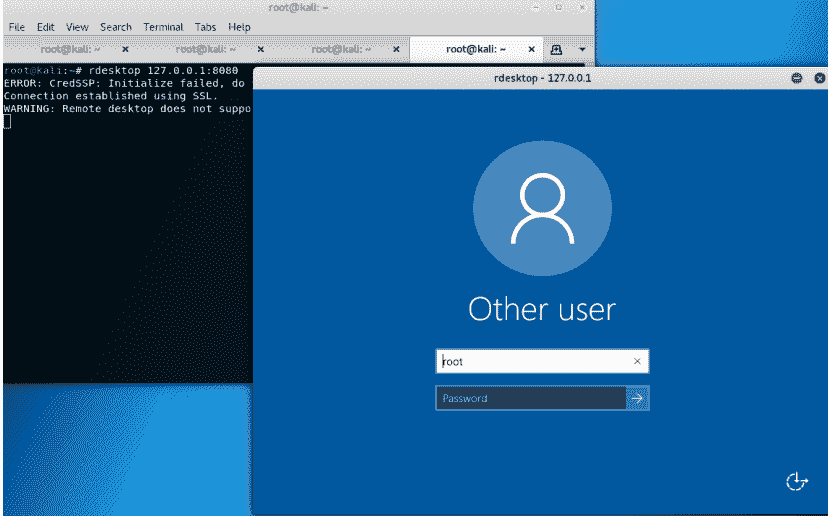 root@kali: ~
File Edit View Search Terminal Tabs Help
root@kali: ~ × root@kali: ~ × root@kali: ~ × root@kali: ~ ×
root@kali:~# rdesktop 127.0.0.1:8080
ERROR: CredSSP: Initialize failed, do
Connection established using SSL.
WARNING: Remote desktop does not suppo
rdesktop - 127.0.0.1
Other user
root
Password